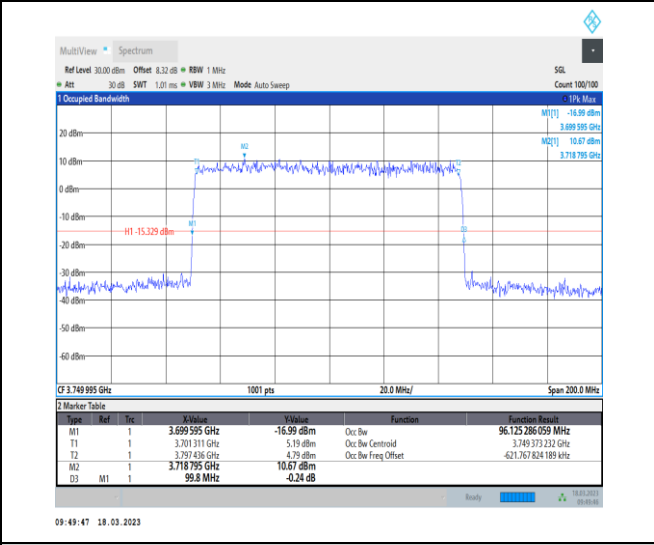 MultiView Spectrum
Ref Level 30.00 dBm Offset 8.32 dB RBW 1 MHz SGL
Att 30 dB SWT 1.01 ms VBW 3 MHz Mode Auto Sweep Count 100/100
1 Occupied Bandwidth 1Pk Max
M1[1] -16.99 dBm
3.699 595 GHz
M2[1] 10.67 dBm
3.718 795 GHz
20 dBm
M2
10 dBm
T1 T2
0 dBm
-10 dBm
M1
H1 -15.329 dBm
D3
-20 dBm
-30 dBm
-40 dBm
-50 dBm
-60 dBm
CF 3.749 995 GHz 1001 pts 20.0 MHz/ Span 200.0 MHz
2 Marker Table
Type Ref Trc X-Value Y-Value Function Function Result
M1 1 3.699 595 GHz -16.99 dBm Occ Bw 96.125 286 059 MHz
T1 1 3.701 311 GHz 5.19 dBm Occ Bw Centroid 3.749 373 232 GHz
T2 1 3.797 436 GHz 4.79 dBm Occ Bw Freq Offset -621.767 824 189 kHz
M2 1 3.718 795 GHz 10.67 dBm
D3 M1 1 99.8 MHz -0.24 dB
Ready 18.03.2023
09:49:46
09:49:47 18.03.2023